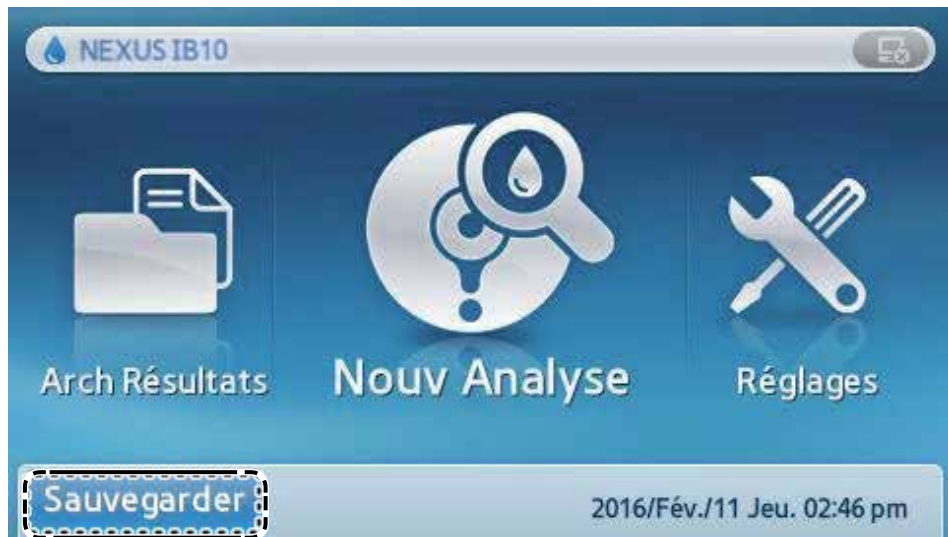 NEXUS IB10
Arch Résultats
Nouv Analyse
Réglages
Sauvegarder
2016/Fév./11 Jeu. 02:46 pm